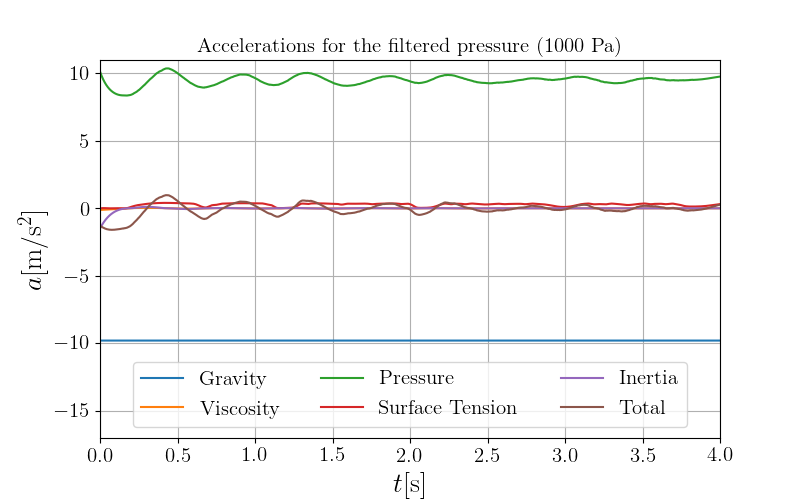 Accelerations for the filtered pressure (1000 Pa)
10
5
0
−5
−10
−15
a[m/s²]
Gravity Pressure Inertia
Viscosity Surface Tension Total
0.0 0.5 1.0 1.5 2.0 2.5 3.0 3.5 4.0
t[s]